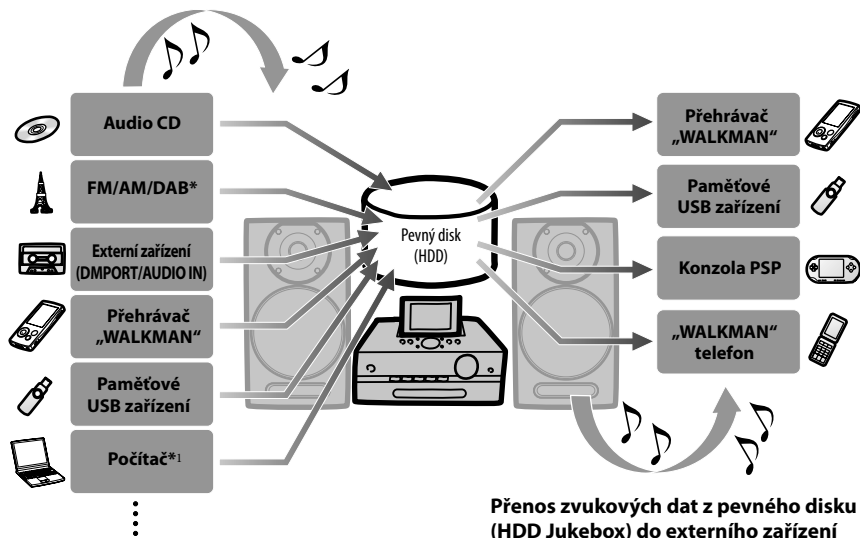 Audio CD
FM/AM/DAB*
Externí zařízení
(DMPORT/AUDIO IN)
Přehrávač
„WALKMAN“
Paměťové
USB zařízení
Počítač*1
Pevný disk
(HDD)
Přehrávač
„WALKMAN“
Paměťové
USB zařízení
Konzola PSP
„WALKMAN“
telefon
Přenos zvukových dat z pevného disku
(HDD Jukebox) do externího zařízení